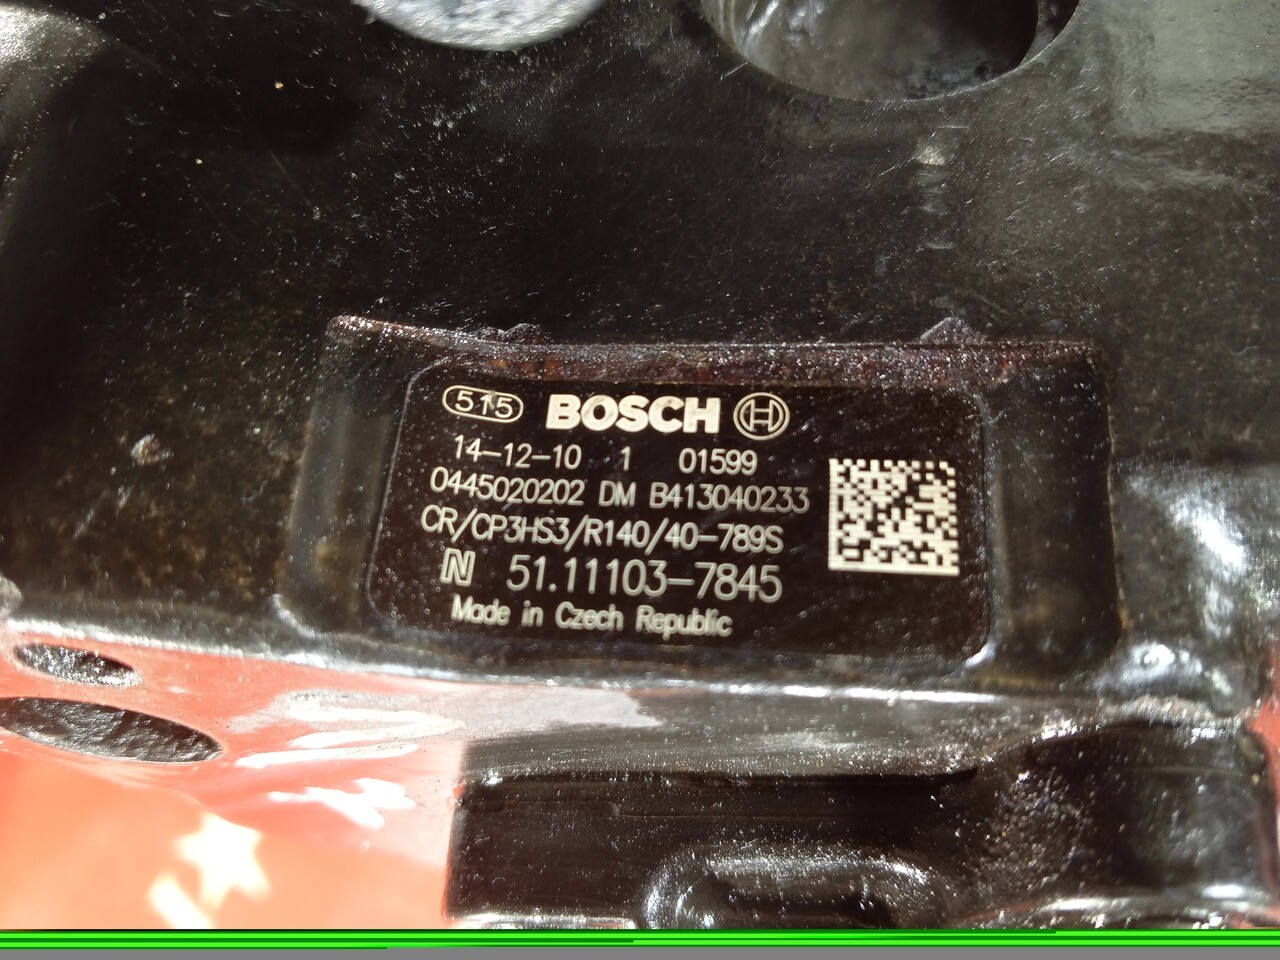 515 BOSCH
14-12-10 1 01599
0445020202 DM B413040233
CR/CP3HS3/R140/40-789S
N 51.11103-7845
Made in Czech Republic